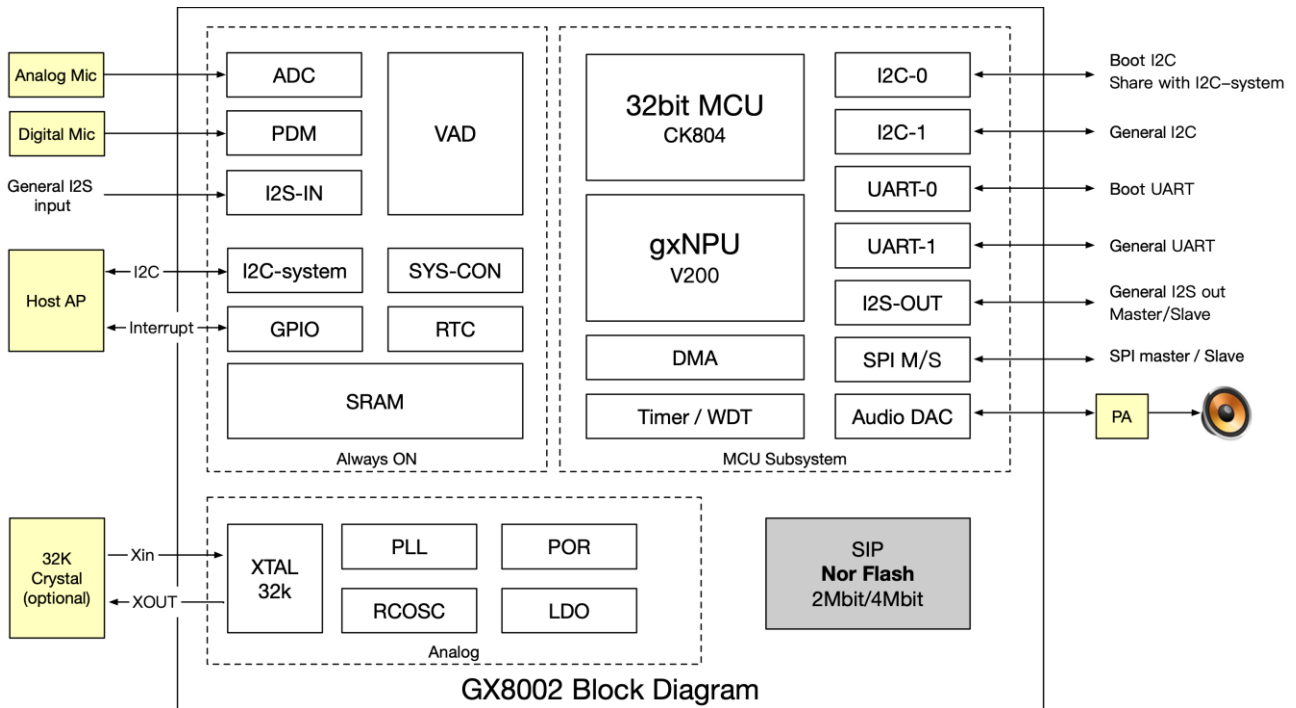 Analog Mic
Digital Mic
General I2S
input
Host AP
I2C
Interrupt
32K
Crystal
(optional)
Xin
XOUT
ADC
PDM
I2S-IN
VAD
I2C-system
SYS-CON
GPIO
RTC
SRAM
Always ON
32bit MCU
CK804
gxNPU
V200
DMA
Timer / WDT
I2C-0
I2C-1
UART-0
UART-1
I2S-OUT
SPI M/S
Audio DAC
MCU Subsystem
Boot I2C
Share with I2C-system
General I2C
Boot UART
General UART
General I2S out
Master/Slave
SPI master / Slave
PA
XTAL
32k
PLL
POR
RCOSC
LDO
Analog
SIP
Nor Flash
2Mbit/4Mbit
GX8002 Block Diagram